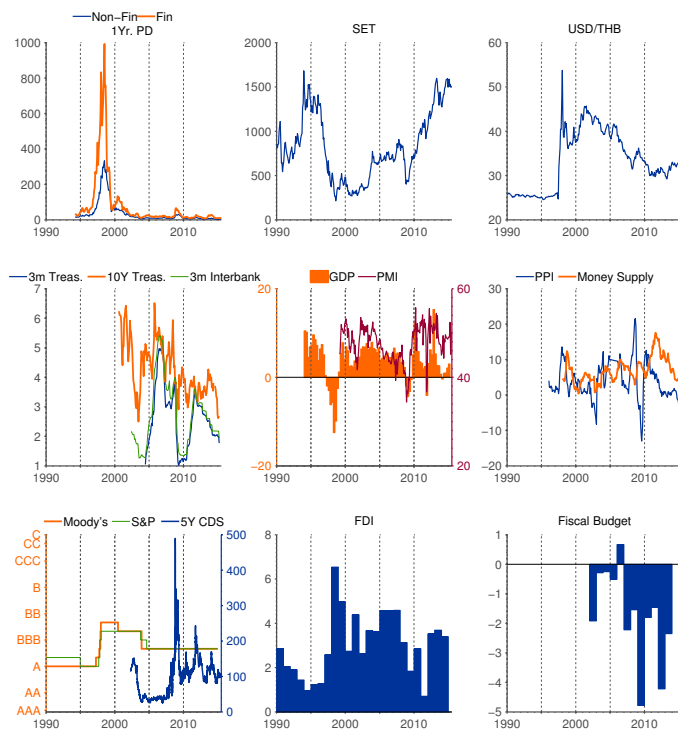 Non−Fin Fin
1Yr. PD
1000
800
600
400
200
0
1990 2000 2010
SET
2000
1500
1000
500
0
1990 2000 2010
USD/THB
60
50
40
30
20
1990 2000 2010
3m Treas. 10Y Treas. 3m Interbank
7
6
5
4
3
2
1
1990 2000 2010
GDP PMI
20 60
0 40
−20 20
1990 2000 2010
PPI Money Supply
30
20
10
0
−10
−20
1990 2000 2010
Moody's S&P 5Y CDS
C 500
CC
CCC 400
B 300
BB
BBB 200
A 100
AA
AAA 0
1990 2000 2010
FDI
8
6
4
2
0
1990 2000 2010
Fiscal Budget
1
0
−1
−2
−3
−4
−5
1990 2000 2010